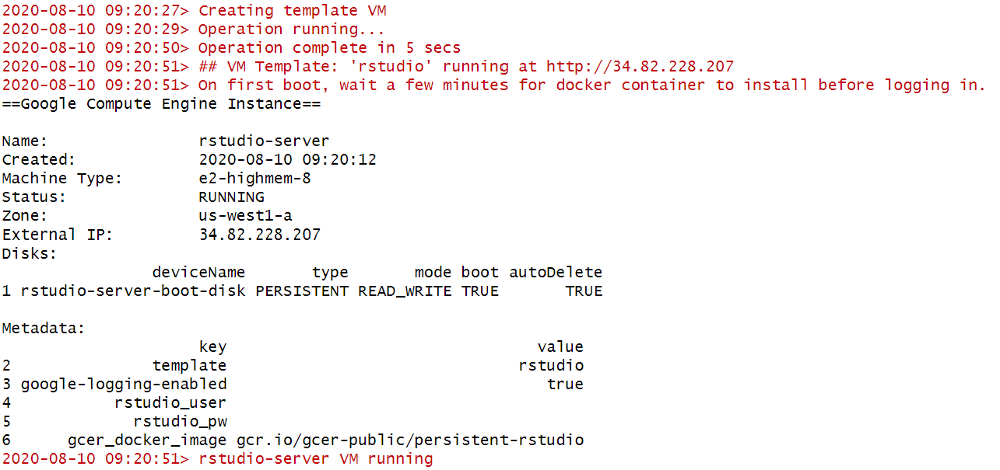 2020-08-10 09:20:27> Creating template VM
2020-08-10 09:20:29> Operation running...
2020-08-10 09:20:50> Operation complete in 5 secs
2020-08-10 09:20:51> ## VM Template: 'rstudio' running at http://34.82.228.207
2020-08-10 09:20:51> On first boot, wait a few minutes for docker container to install before logging in.
==Google Compute Engine Instance==
Name: rstudio-server
Created: 2020-08-10 09:20:12
Machine Type: e2-highmem-8
Status: RUNNING
Zone: us-west1-a
External IP: 34.82.228.207
Disks:
deviceName type mode boot autoDelete
1 rstudio-server-boot-disk PERSISTENT READ_WRITE TRUE TRUE
Metadata:
key value
2 template rstudio
3 google-logging-enabled true
4 rstudio_user
5 rstudio_pw
6 gcer_docker_image gcr.io/gcer-public/persistent-rstudio
2020-08-10 09:20:51> rstudio-server VM running